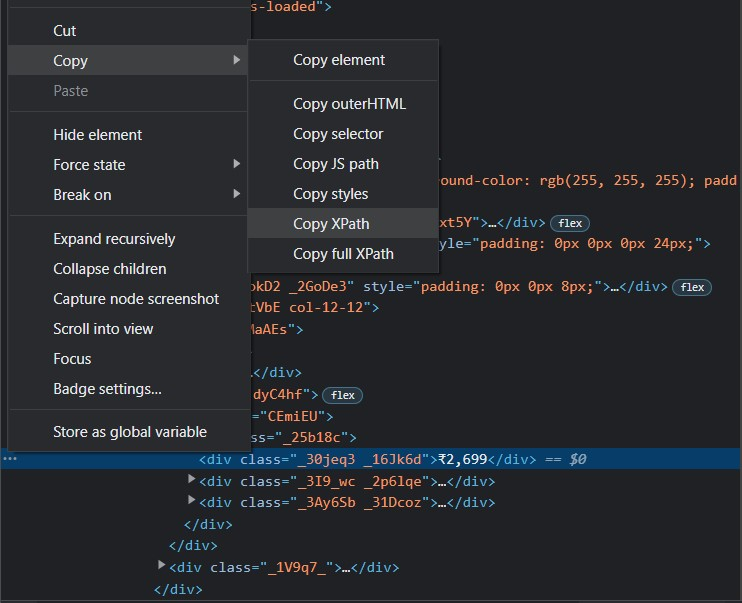 s-loaded">
Cut
Copy
Copy element
Paste
Copy outerHTML
Hide element
Copy selector
Force state
Copy JS path
ound-color: rgb(255, 255, 255); padd
Break on
Copy styles
Copy XPath
xt5Y">…</div> flex
Expand recursively
yle="padding: 0px 0px 0px 24px;">
Copy full XPath
Collapse children
okD2 _2GoDe3" style="padding: 0px 0px 8px;">…</div> flex
Capture node screenshot
tVbE col-12-12">
Scroll into view
MaAEs">
Focus
…</div>
Badge settings...
dyC4hf"> flex
="CEmiEU">
Store as global variable
ss="_25b18c">
<div class="_30jeq3 _16Jk6d">₹2,699</div> == $0
<div class="_3I9_wc _2p6lqe">…</div>
<div class="_3Ay6Sb _31Dcoz">…</div>
</div>
</div>
<div class="_1V9q7_">…</div>
</div>